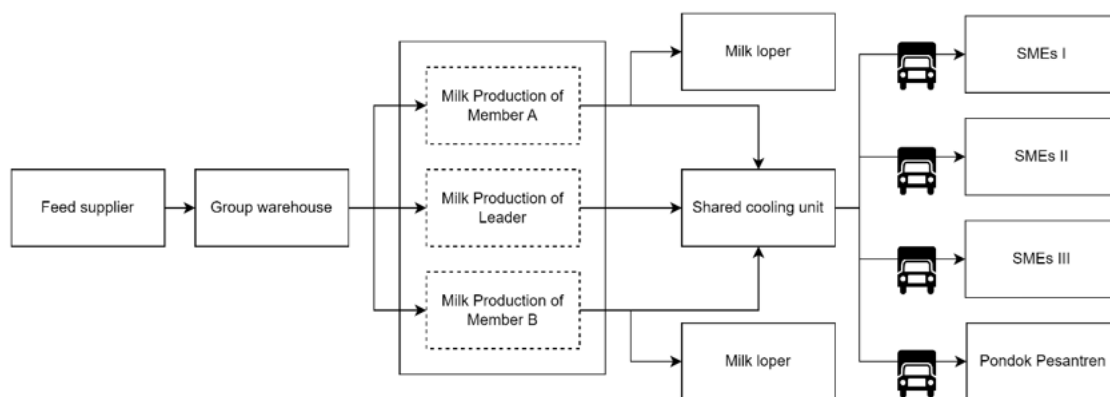 Feed supplier
Group warehouse
Milk Production of
Member A
Milk Production of
Leader
Milk Production of
Member B
Milk loper
Shared cooling unit
Milk loper
SMEs I
SMEs II
SMEs III
Pondok Pesantren